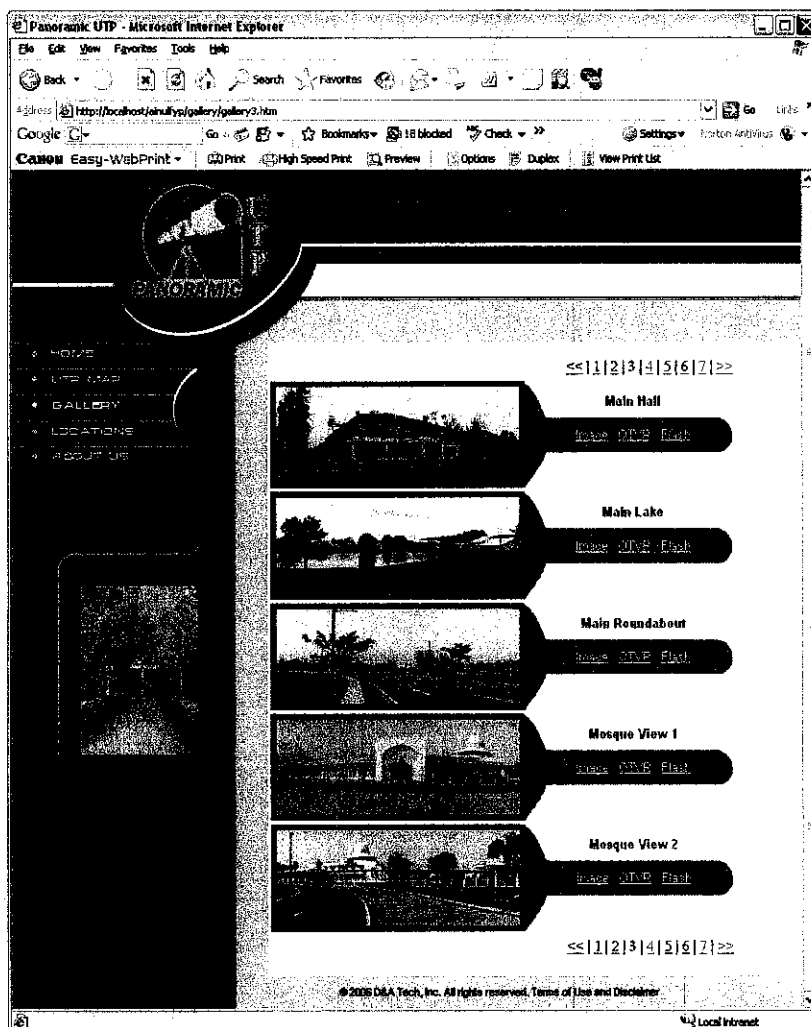 Panoramic UTP - Microsoft Internet Explorer
File Edit View Favorites Tools Help
Back Search Favorites
Address http://localhost/ainulfyp/gallery/gallery3.htm Go Links »
Google G Go Bookmarks 18 blocked Check » Settings Norton AntiVirus
Canon Easy-WebPrint Print High Speed Print Preview Options Duplex View Print List
UTP
PANORAMIC
HOME
UTP MAP
GALLERY
LOCATIONS
ABOUT US
<<|1|2|3|4|5|6|7|>>
Main Hall
Image QTVR Flash
Main Lake
Image QTVR Flash
Main Roundabout
Image QTVR Flash
Mosque View 1
Image QTVR Flash
Mosque View 2
Image QTVR Flash
<<|1|2|3|4|5|6|7|>>
© 2006 D&A Tech, Inc. All rights reserved. Terms of Use and Disclaimer
Local intranet